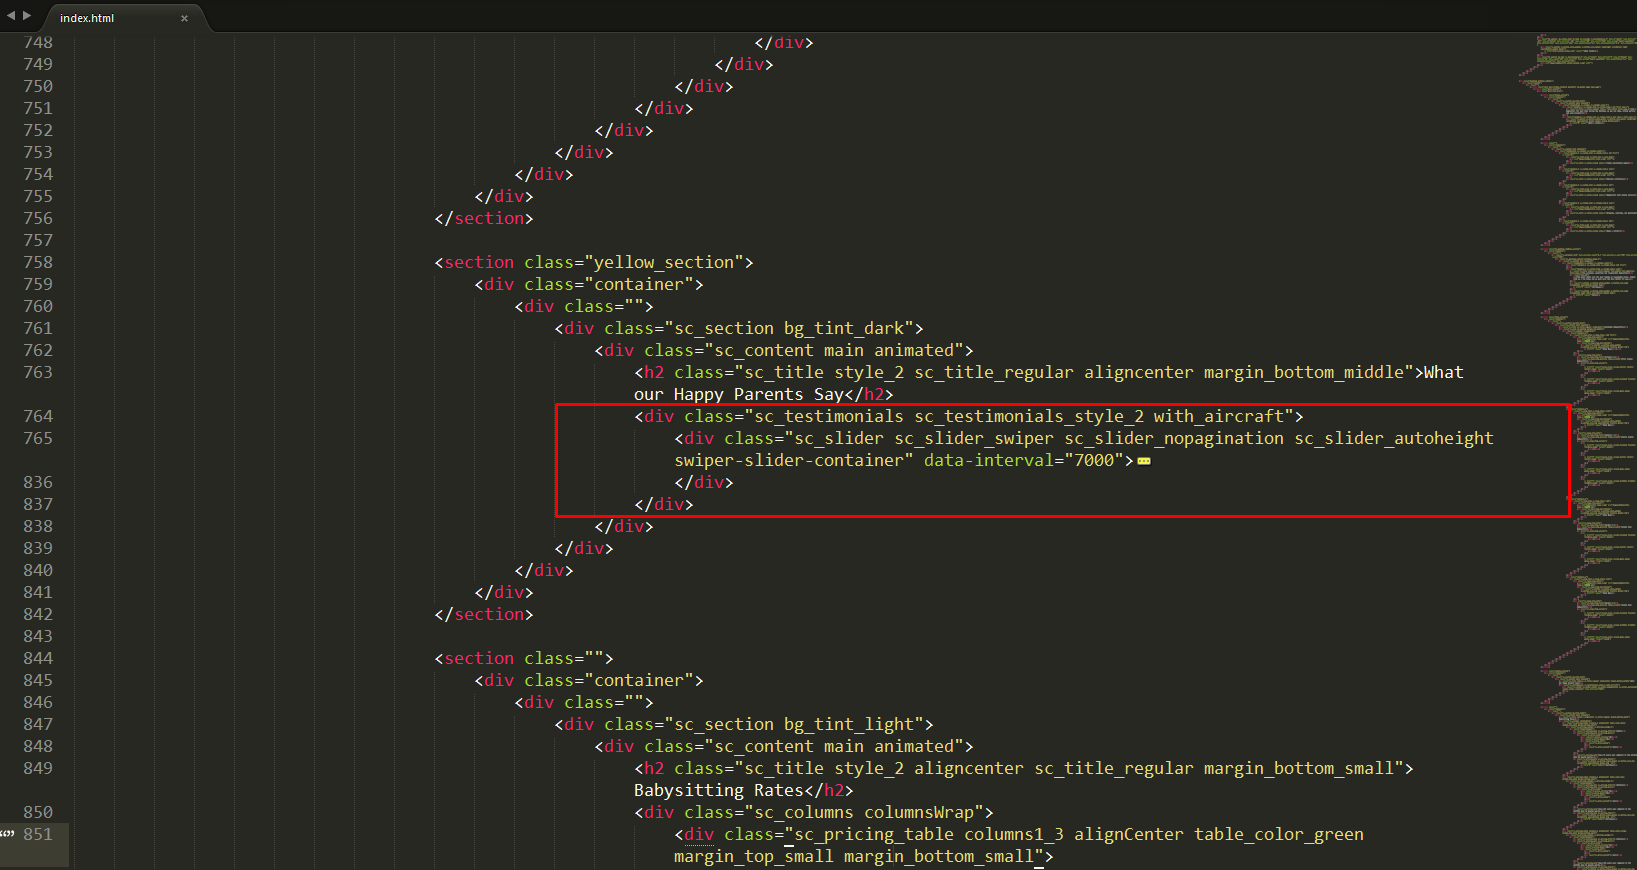 index.html ×
748 </div>
749 </div>
750 </div>
751 </div>
752 </div>
753 </div>
754 </div>
755 </div>
756 </section>
757
758 <section class="yellow_section">
759 <div class="container">
760 <div class="">
761 <div class="sc_section bg_tint_dark">
762 <div class="sc_content main animated">
763 <h2 class="sc_title style_2 sc_title_regular aligncenter margin_bottom_middle">What
our Happy Parents Say</h2>
764 <div class="sc_testimonials sc_testimonials_style_2 with_aircraft">
765 <div class="sc_slider sc_slider_swiper sc_slider_nopagination sc_slider_autoheight
swiper-slider-container" data-interval="7000">
836 </div>
837 </div>
838 </div>
839 </div>
840 </div>
841 </div>
842 </section>
843
844 <section class="">
845 <div class="container">
846 <div class="">
847 <div class="sc_section bg_tint_light">
848 <div class="sc_content main animated">
849 <h2 class="sc_title style_2 aligncenter sc_title_regular margin_bottom_small">
Babysitting Rates</h2>
850 <div class="sc_columns columnsWrap">
“” 851 <div class="sc_pricing_table columns1_3 alignCenter table_color_green
margin_top_small margin_bottom_small">